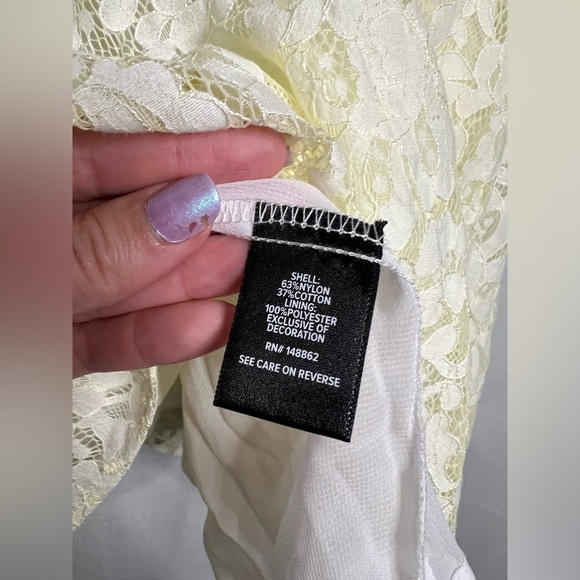 SHELL:
63%NYLON
37%COTTON
LINING:
100%POLYESTER
EXCLUSIVE OF
DECORATION
RN# 148862
SEE CARE ON REVERSE